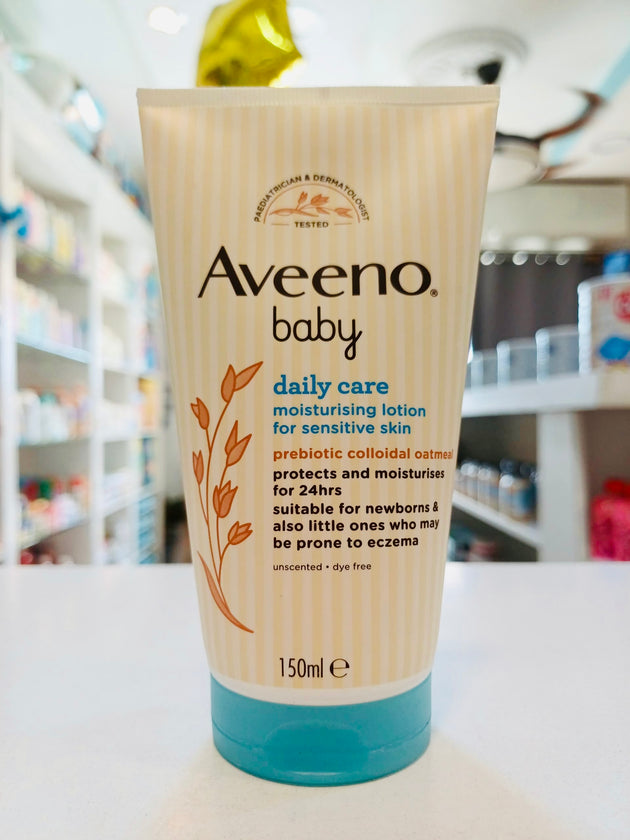 PAEDIATRICIAN & DERMATOLOGIST
TESTED
AVEENO®
baby
daily care
moisturising lotion
for sensitive skin
prebiotic colloidal oatmeal
protects and moisturises
for 24hrs
suitable for newborns &
also little ones who may
be prone to eczema
unscented • dye free
150ml ℮